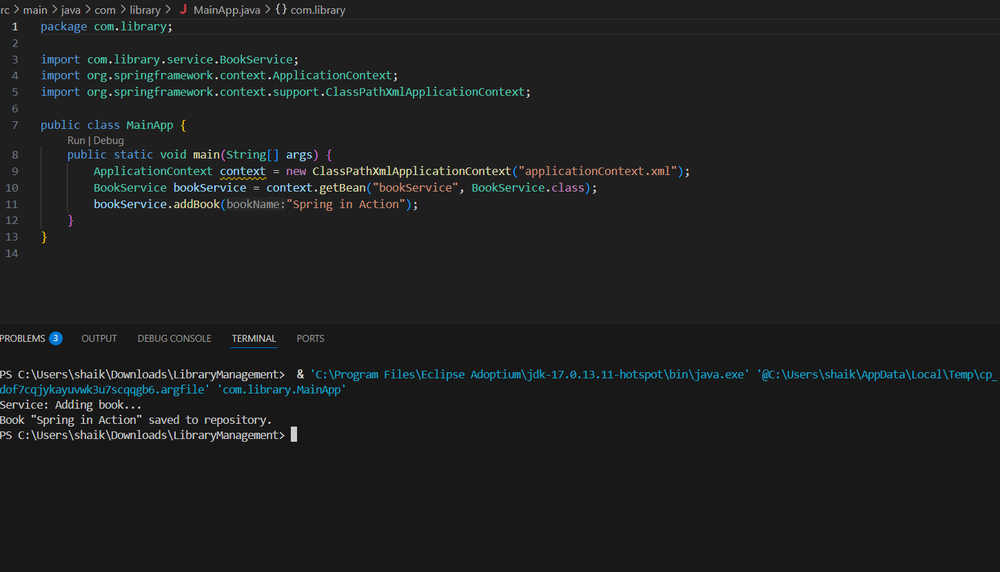 rc > main > java > com > library > J MainApp.java > {} com.library
1 package com.library;
2
3 import com.library.service.BookService;
4 import org.springframework.context.ApplicationContext;
5 import org.springframework.context.support.ClassPathXmlApplicationContext;
6
7 public class MainApp {
Run | Debug
8 public static void main(String[] args) {
9 ApplicationContext context = new ClassPathXmlApplicationContext("applicationContext.xml");
10 BookService bookService = context.getBean("bookService", BookService.class);
11 bookService.addBook(bookName:"Spring in Action");
12 }
13 }
14
PROBLEMS 3 OUTPUT DEBUG CONSOLE TERMINAL PORTS
PS C:\Users\shaik\Downloads\LibraryManagement> & 'C:\Program Files\Eclipse Adoptium\jdk-17.0.13.11-hotspot\bin\java.exe' '@C:\Users\shaik\AppData\Local\Temp\cp_
dof7cqjykayuvwk3u7scqqgb6.argfile' 'com.library.MainApp'
Service: Adding book...
Book "Spring in Action" saved to repository.
PS C:\Users\shaik\Downloads\LibraryManagement>